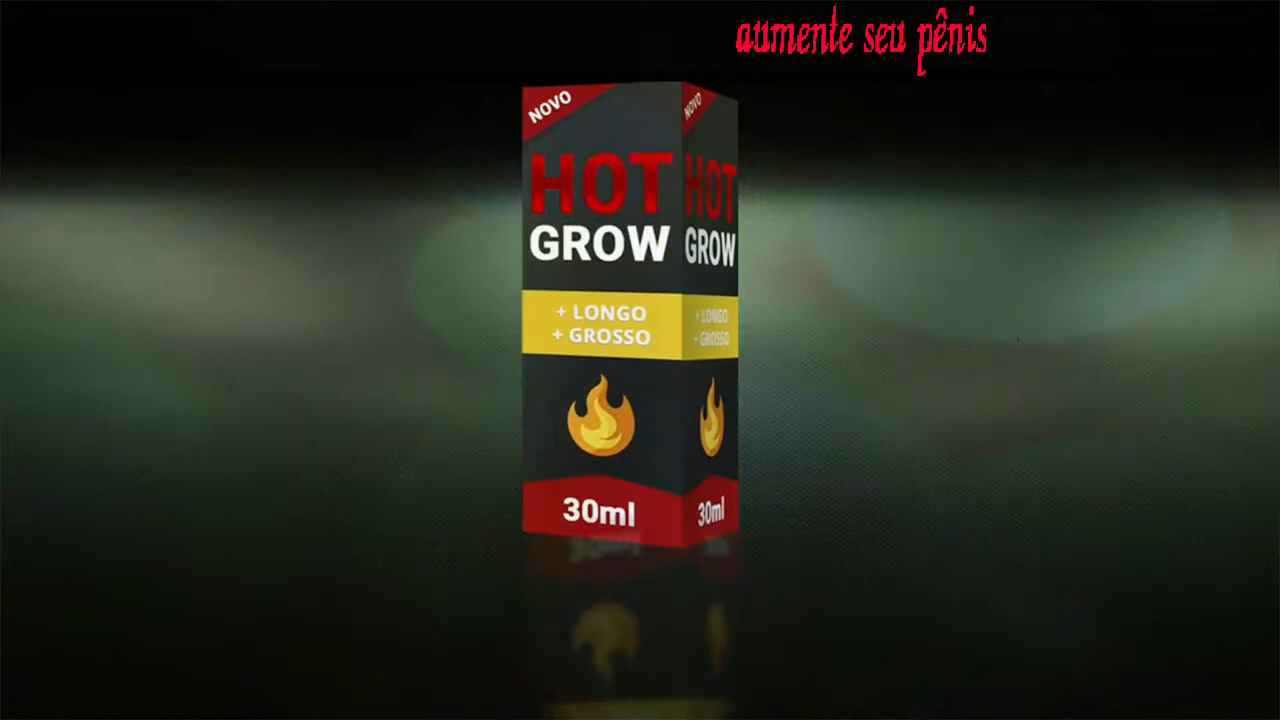 aumente seu pênis
NOVO
HOT
GROW
+ LONGO
+ GROSSO
30ml
NOVO
HOT
GROW
+ LONGO
+ GROSSO
30ml